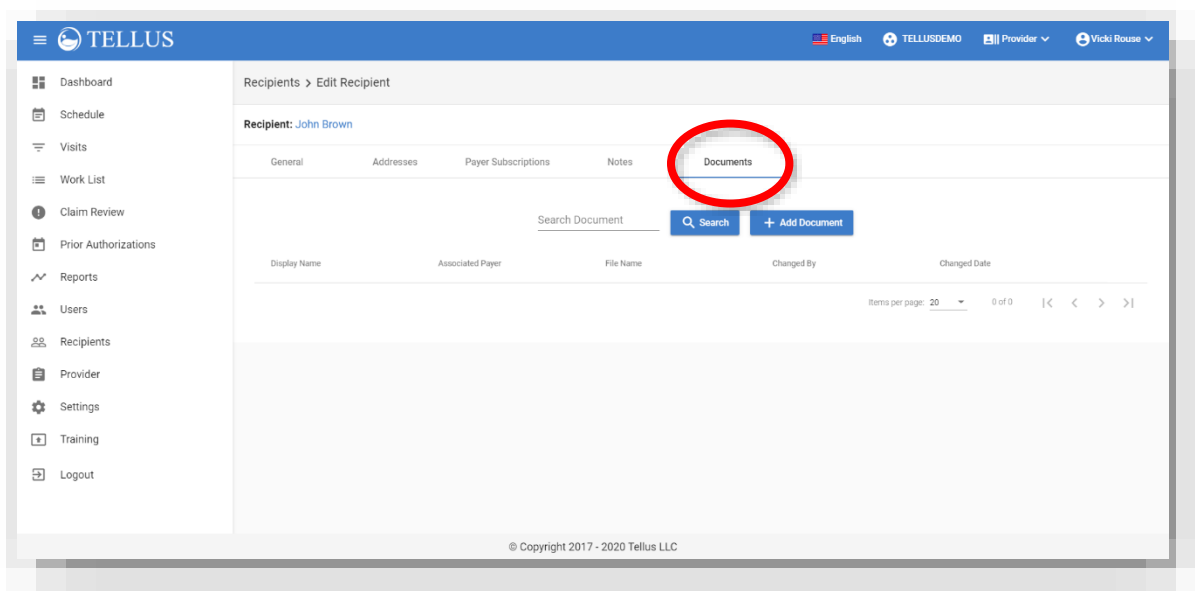 TELLUS
English TELLUSDEMO Provider Vicki Rouse
Dashboard
Schedule
Visits
Work List
Claim Review
Prior Authorizations
Reports
Users
Recipients
Provider
Settings
Training
Logout
Recipients > Edit Recipient
Recipient: John Brown
General Addresses Payer Subscriptions Notes Documents
Search Document Search + Add Document
Display Name Associated Payer File Name Changed By Changed Date
Items per page: 20 0 of 0
© Copyright 2017 - 2020 Tellus LLC